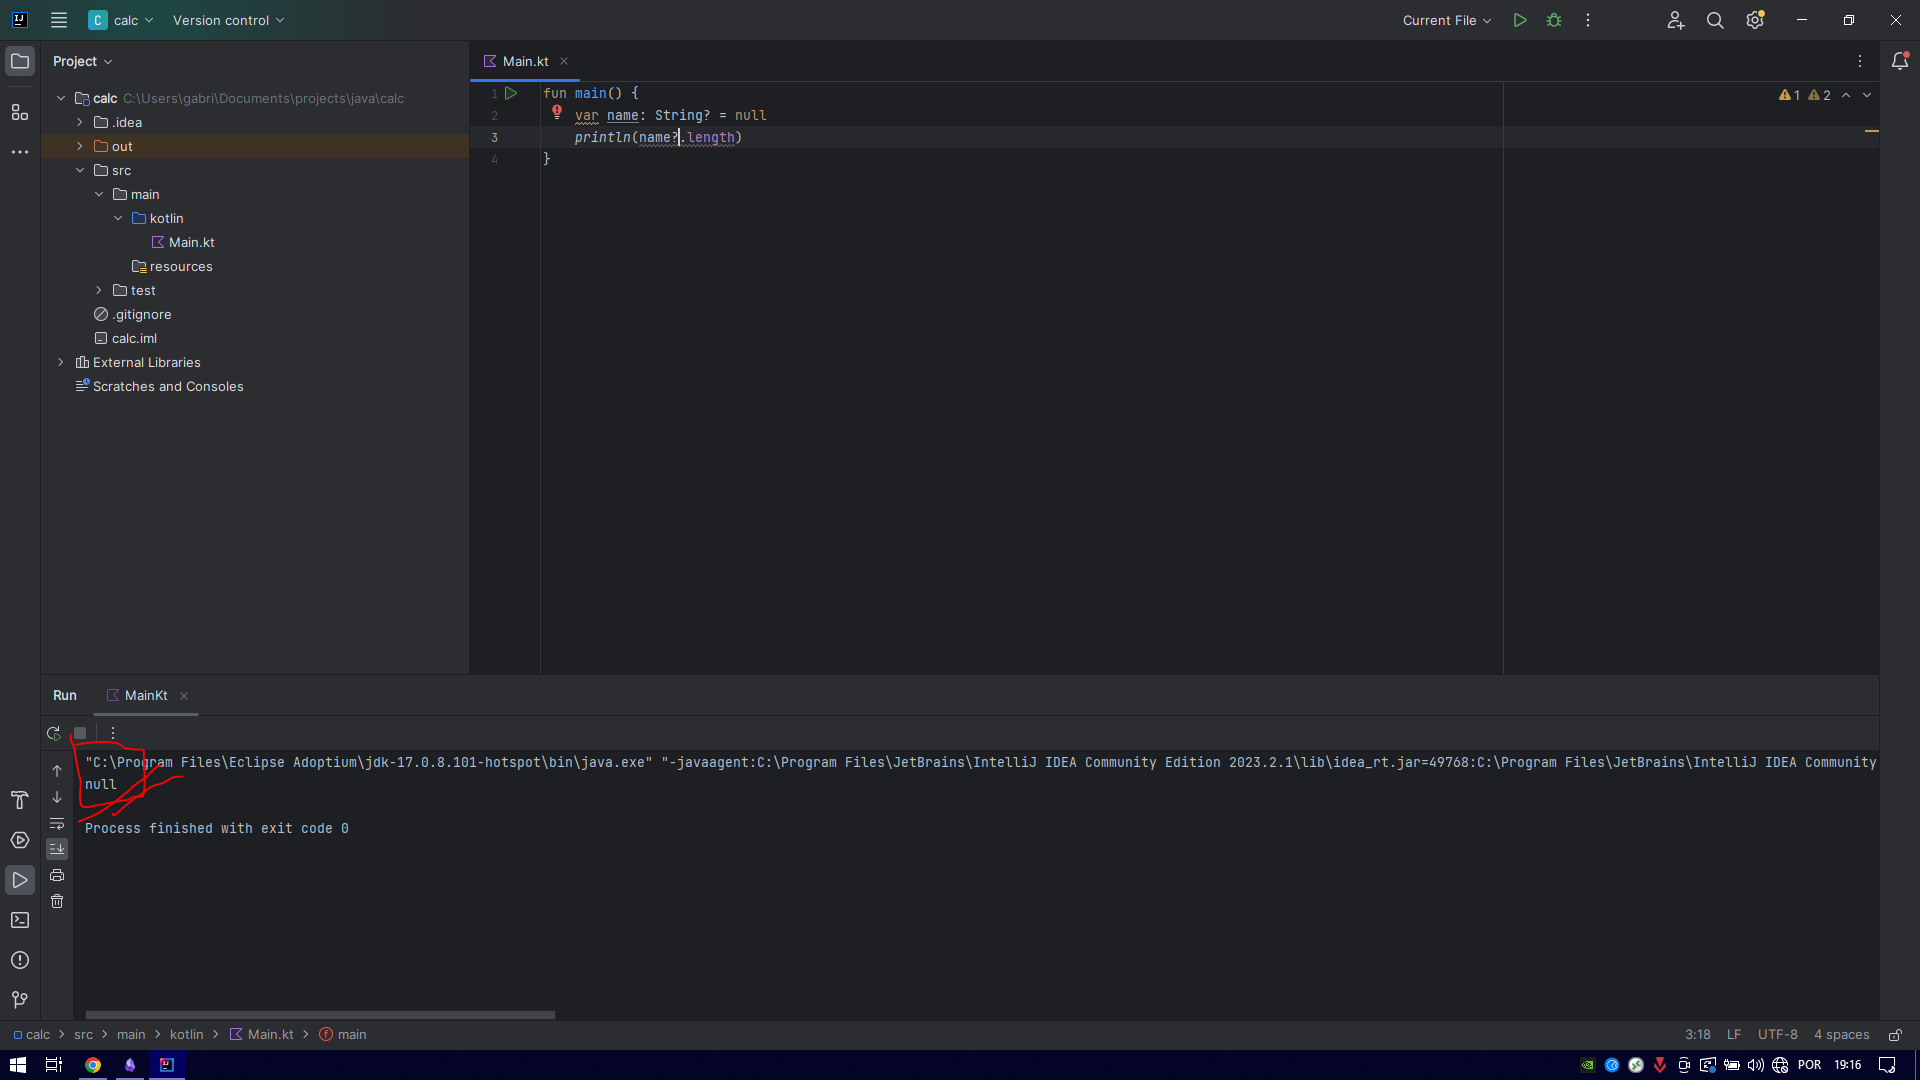 C calc Version control Current File
Project
Main.kt
calc C:\Users\gabri\Documents\projects\java\calc
.idea
out
src
main
kotlin
Main.kt
resources
test
.gitignore
calc.iml
External Libraries
Scratches and Consoles
1 fun main() {
2 var name: String? = null
3 println(name?.length)
4 }
1 2
Run MainKt
"C:\Program Files\Eclipse Adoptium\jdk-17.0.8.101-hotspot\bin\java.exe" "-javaagent:C:\Program Files\JetBrains\IntelliJ IDEA Community Edition 2023.2.1\lib\idea_rt.jar=49768:C:\Program Files\JetBrains\IntelliJ IDEA Community
null
Process finished with exit code 0
calc > src > main > kotlin > Main.kt > main 3:18 LF UTF-8 4 spaces
POR 19:16